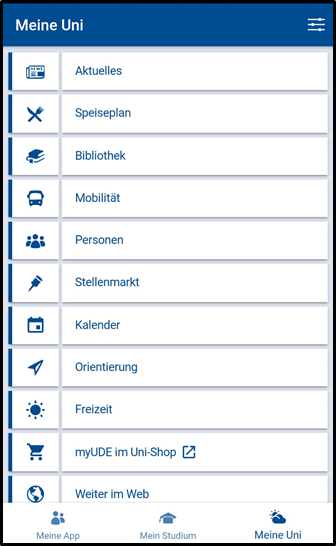 Meine Uni
Aktuelles
Speiseplan
Bibliothek
Mobilität
Personen
Stellenmarkt
Kalender
Orientierung
Freizeit
myUDE im Uni-Shop
Weiter im Web
Meine App
Mein Studium
Meine Uni